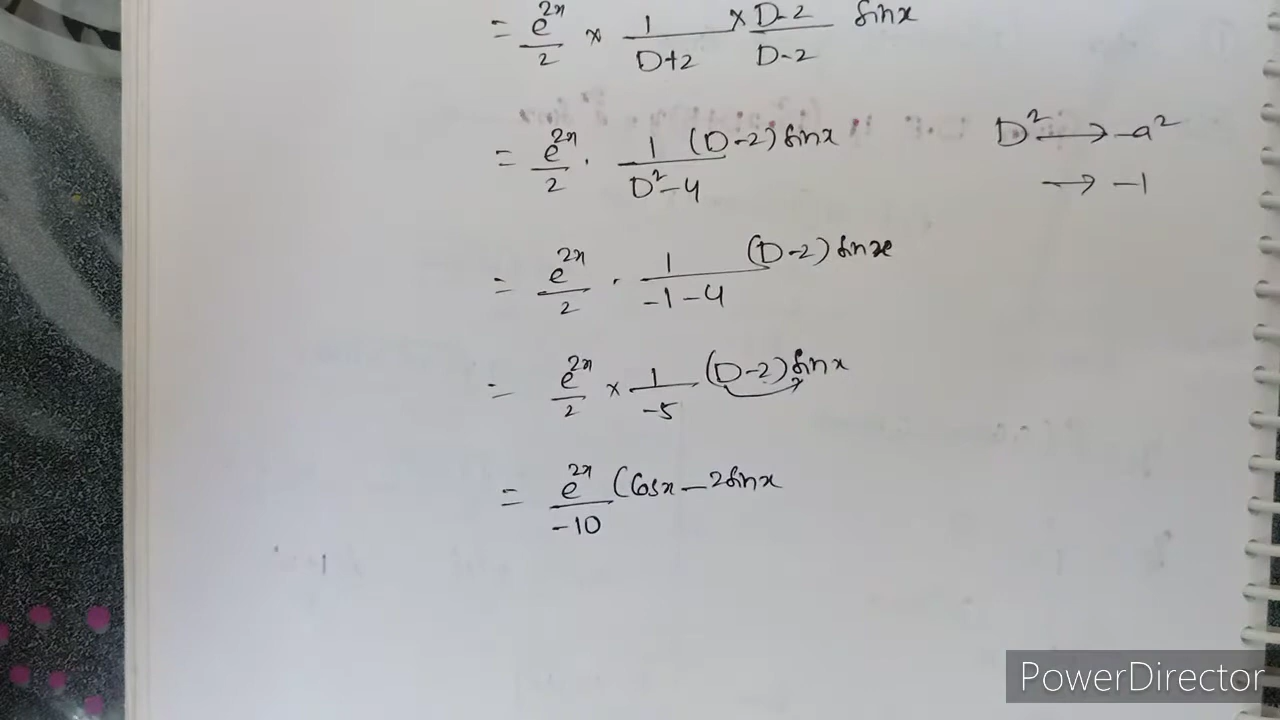 = e^2x/2 × 1/D+2 × D-2/D-2 sinx
= e^2x/2 . 1/D²-4 (D-2) sinx D² → -a²
→ -1
= e^2x/2 . 1/-1-4 (D-2) sinx
= e^2x/2 × 1/-5 (D-2) sinx
= e^2x/-10 (Cosx - 2sinx
PowerDirector